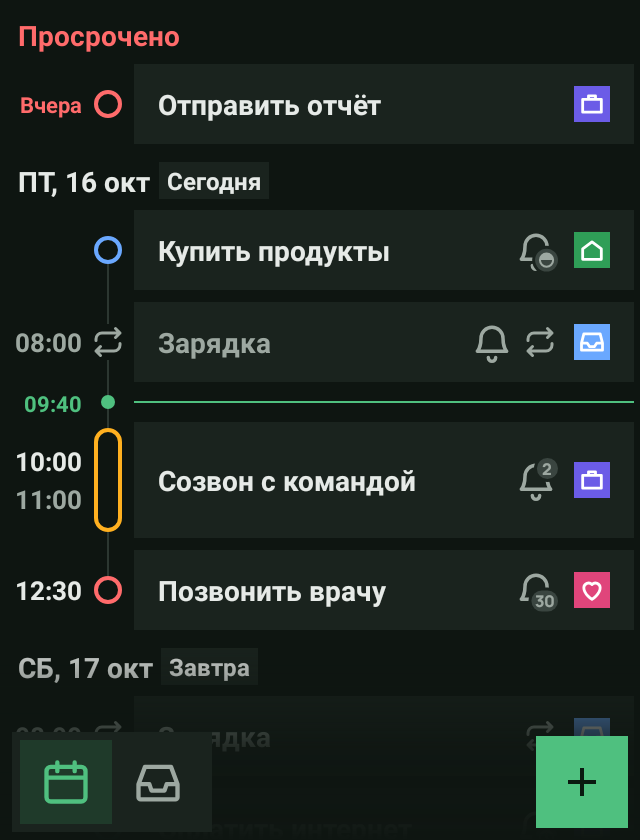 Просрочено
Вчера Отправить отчёт
ПТ, 16 окт Сегодня
Купить продукты
08:00 Зарядка
09:40
10:00
11:00
Созвон с командой 2
12:30 Позвонить врачу 30
СБ, 17 окт Завтра